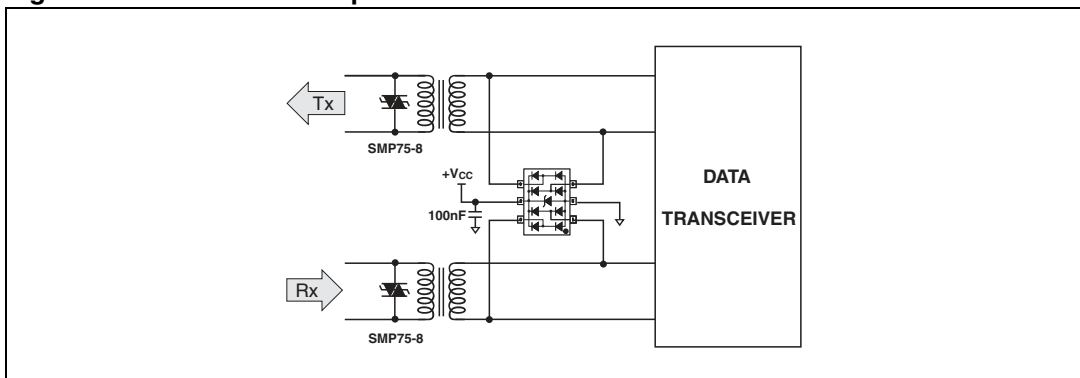 Tx
SMP75-8
+VCC
100nF
DATA
TRANSCEIVER
Rx
SMP75-8